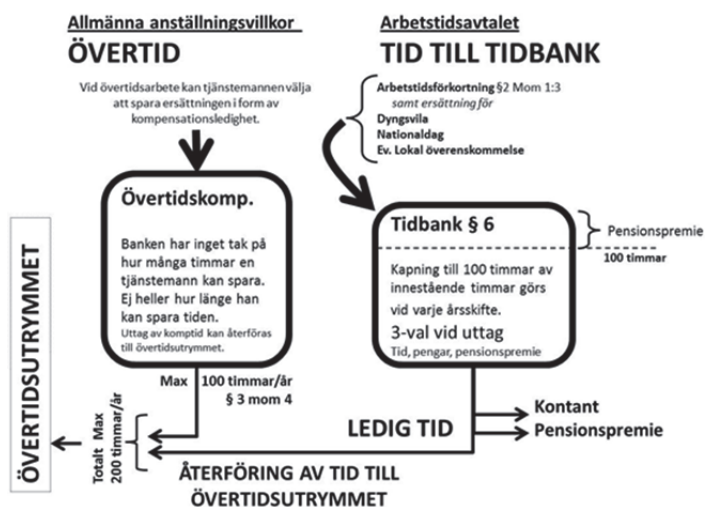 Allmänna anställningsvillkor
ÖVERTID
Vid övertidsarbete kan tjänstemannen välja
att spara ersättningen i form av
kompensationsledighet.
Övertidskomp.
Banken har inget tak på
hur många timmar en
tjänstemann kan spara.
Ej heller hur länge han
kan spara tiden.
Uttag av komptid kan återföras
till övertidsutrymmet.
Max 100 timmar/år
§ 3 mom 4
Totalt Max
200 timmar/år
ÖVERTIDSUTRYMMET
Arbetstidsavtalet
TID TILL TIDBANK
Arbetstidsförkortning §2 Mom 1:3
samt ersättning för
Dyngsvila
Nationaldag
Ev. Lokal överenskommelse
Tidbank § 6
Pensionspremie
100 timmar
Kapning till 100 timmar av
innestående timmar görs
vid varje årsskifte.
3-val vid uttag
Tid, pengar, pensionspremie
LEDIG TID
Kontant
Pensionspremie
ÅTERFÖRING AV TID TILL
ÖVERTIDSUTRYMMET